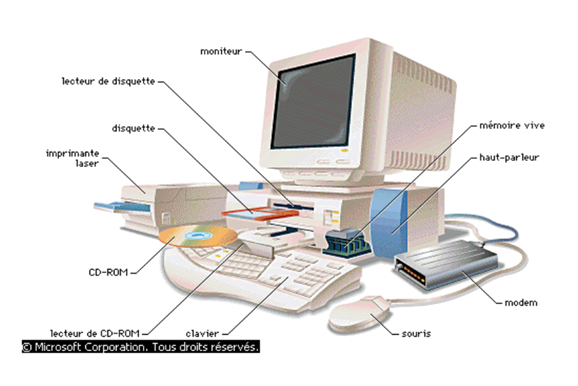 moniteur
lecteur de disquette
disquette
imprimante
laser
mémoire vive
haut-parleur
CD-ROM
modem
lecteur de CD-ROM
clavier
souris
© Microsoft Corporation. Tous droits réservés.